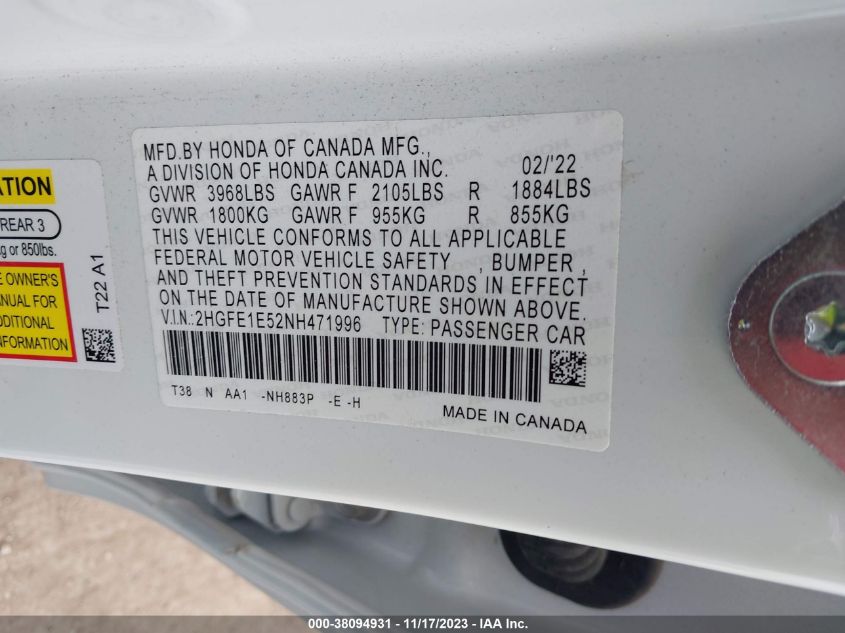 MFD.BY HONDA OF CANADA MFG.,
A DIVISION OF HONDA CANADA INC. 02/'22
GVWR 3968LBS GAWR F 2105LBS R 1884LBS
GVWR 1800KG GAWR F 955KG R 855KG
THIS VEHICLE CONFORMS TO ALL APPLICABLE
FEDERAL MOTOR VEHICLE SAFETY , BUMPER ,
AND THEFT PREVENTION STANDARDS IN EFFECT
ON THE DATE OF MANUFACTURE SHOWN ABOVE.
V.I.N.:2HGFE1E52NH471996 TYPE: PASSENGER CAR
T38 N AA1 -NH883P -E -H
MADE IN CANADA
ATION
REAR 3
g or 850lbs.
E OWNER'S
ANUAL FOR
DDITIONAL
NFORMATION
T22 A1
000-38094931 - 11/17/2023 - IAA Inc.